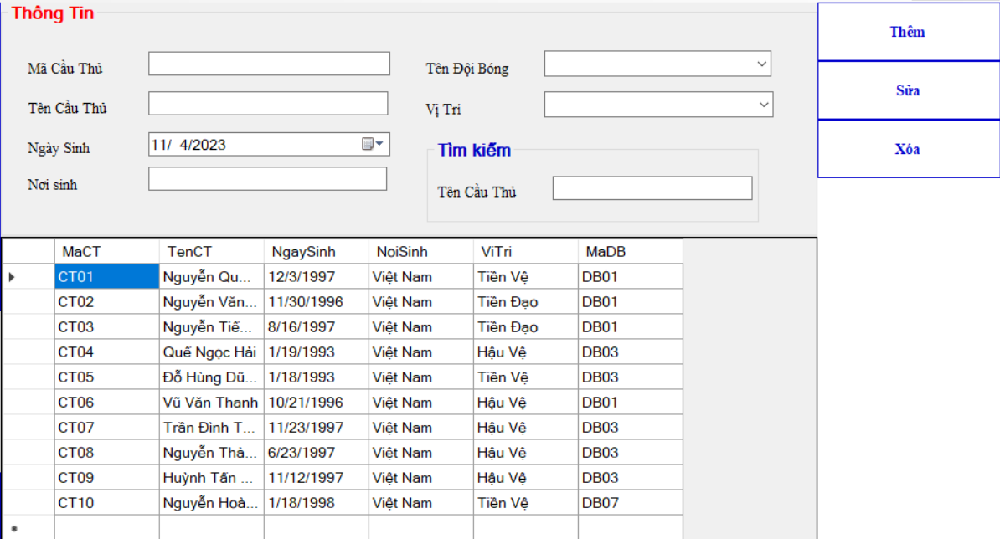 Thông Tin
Thêm
Mã Cầu Thủ
Tên Đội Bóng
Tên Cầu Thủ
Vị Trí
Sửa
Ngày Sinh
11/ 4/2023
Tìm kiếm
Xóa
Nơi sinh
Tên Cầu Thủ
MaCT TenCT NgaySinh NoiSinh ViTri MaDB
CT01 Nguyễn Qu... 12/3/1997 Việt Nam Tiền Vệ DB01
CT02 Nguyễn Văn... 11/30/1996 Việt Nam Tiền Đạo DB01
CT03 Nguyễn Tiế... 8/16/1997 Việt Nam Tiền Đạo DB01
CT04 Quế Ngọc Hải 1/19/1993 Việt Nam Hậu Vệ DB03
CT05 Đỗ Hùng Dũ... 1/18/1993 Việt Nam Tiền Vệ DB03
CT06 Vũ Văn Thanh 10/21/1996 Việt Nam Hậu Vệ DB01
CT07 Trần Đình T... 11/23/1997 Việt Nam Hậu Vệ DB03
CT08 Nguyễn Thà... 6/23/1997 Việt Nam Hậu Vệ DB03
CT09 Huỳnh Tấn ... 11/12/1997 Việt Nam Hậu Vệ DB03
CT10 Nguyễn Hoà... 1/18/1998 Việt Nam Tiền Vệ DB07